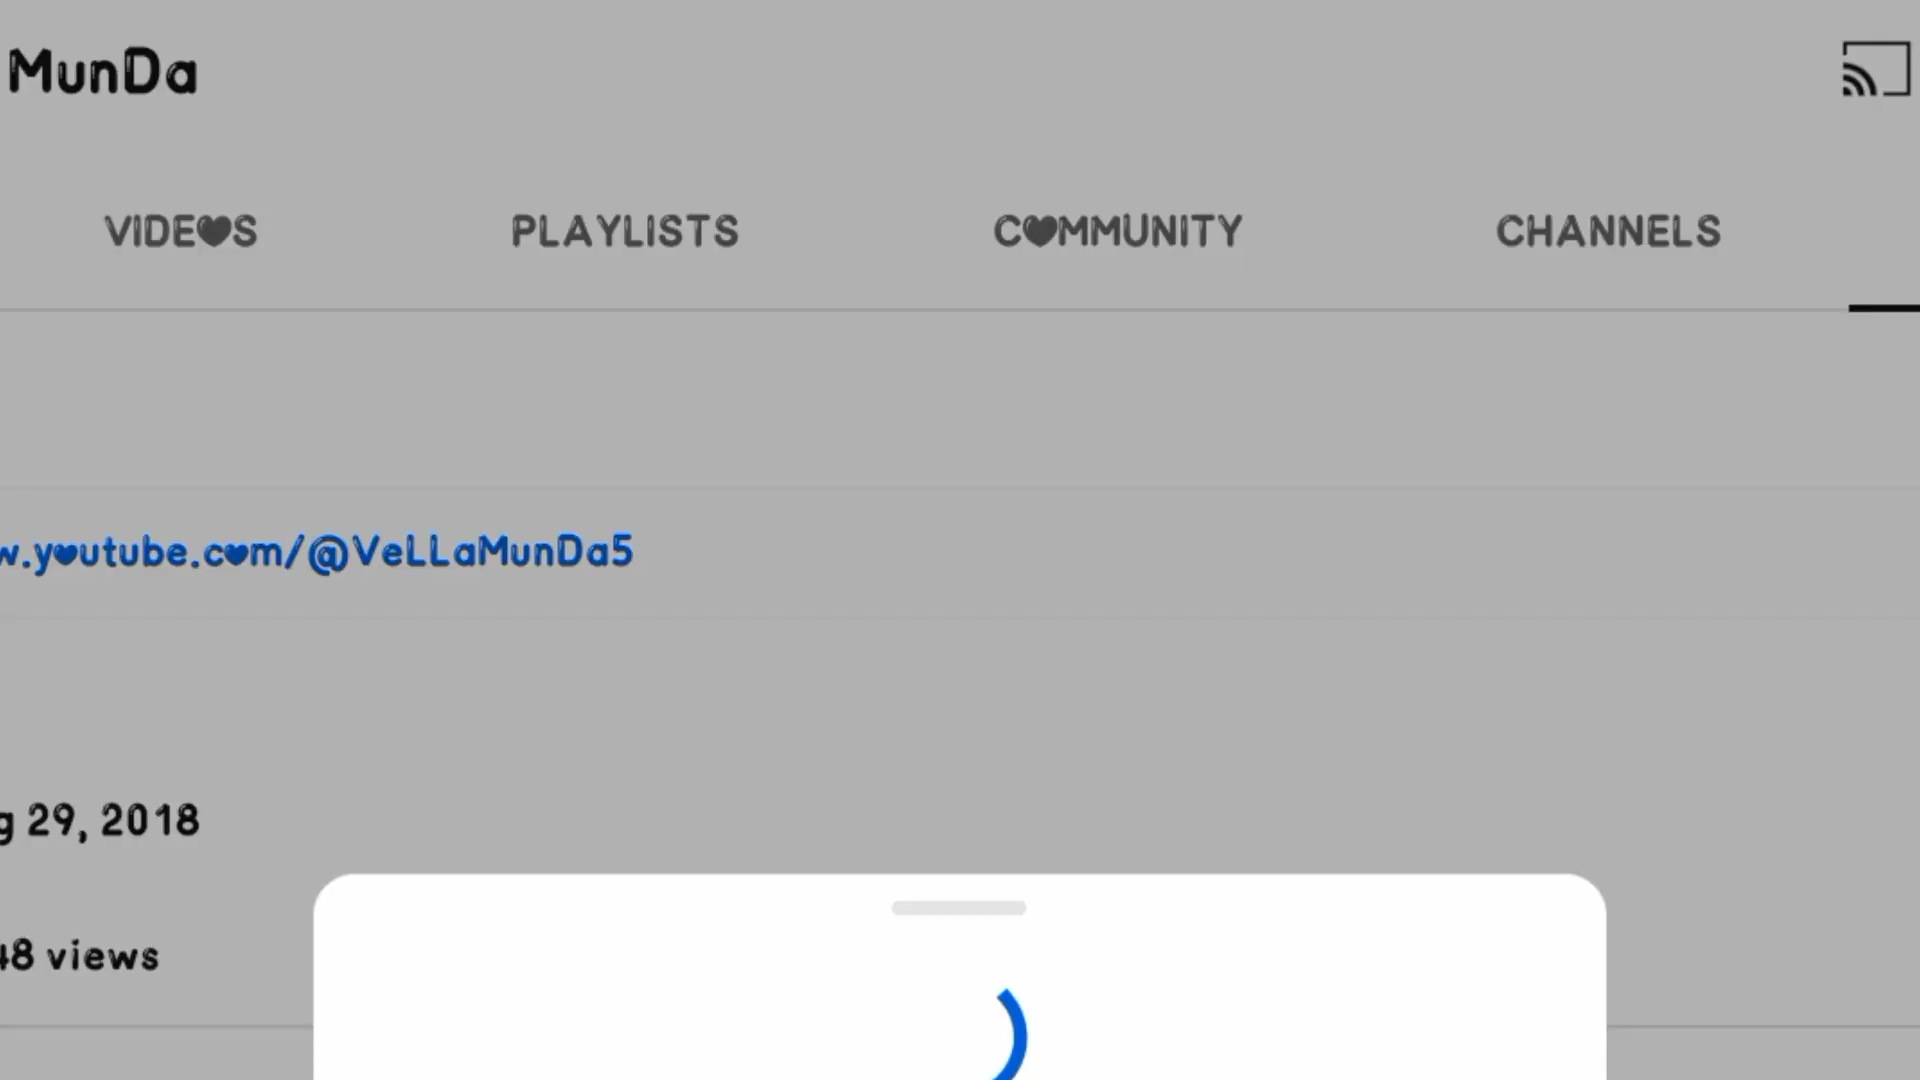 MunDa
VIDEOS PLAYLISTS COMMUNITY CHANNELS
w.youtube.com/@VeLLaMunDa5
29, 2018
48 views